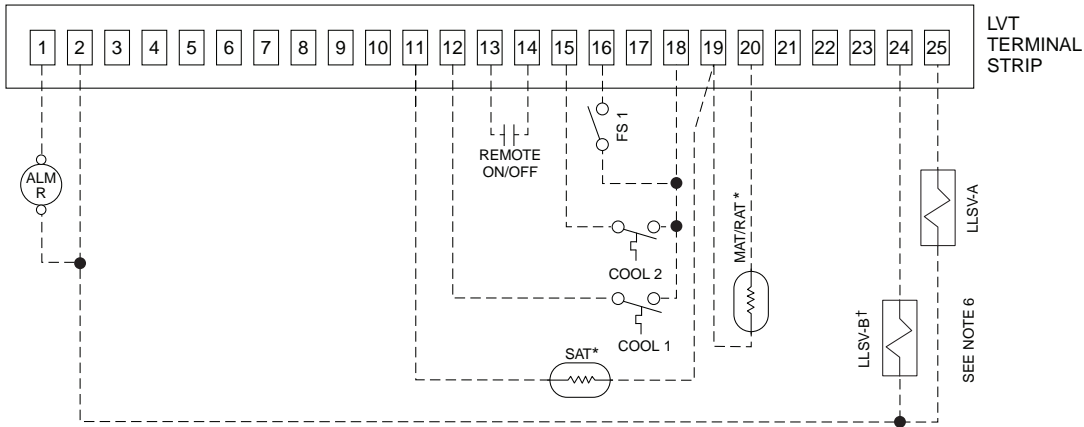 1 2 3 4 5 6 7 8 9 10 11 12 13 14 15 16 17 18 19 20 21 22 23 24 25
LVT
TERMINAL
STRIP
ALM
R
REMOTE
ON/OFF
FS 1
COOL 2
COOL 1
SAT*
MAT/RAT *
LLSV-B†
LLSV-A
SEE NOTE 6